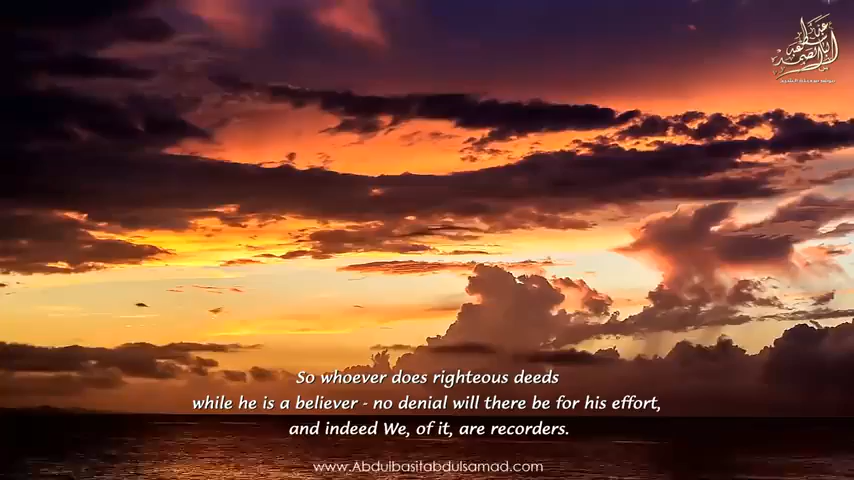 So whoever does righteous deeds
while he is a believer - no denial will there be for his effort,
and indeed We, of it, are recorders.
www.Abdulbasitabdulsamad.com